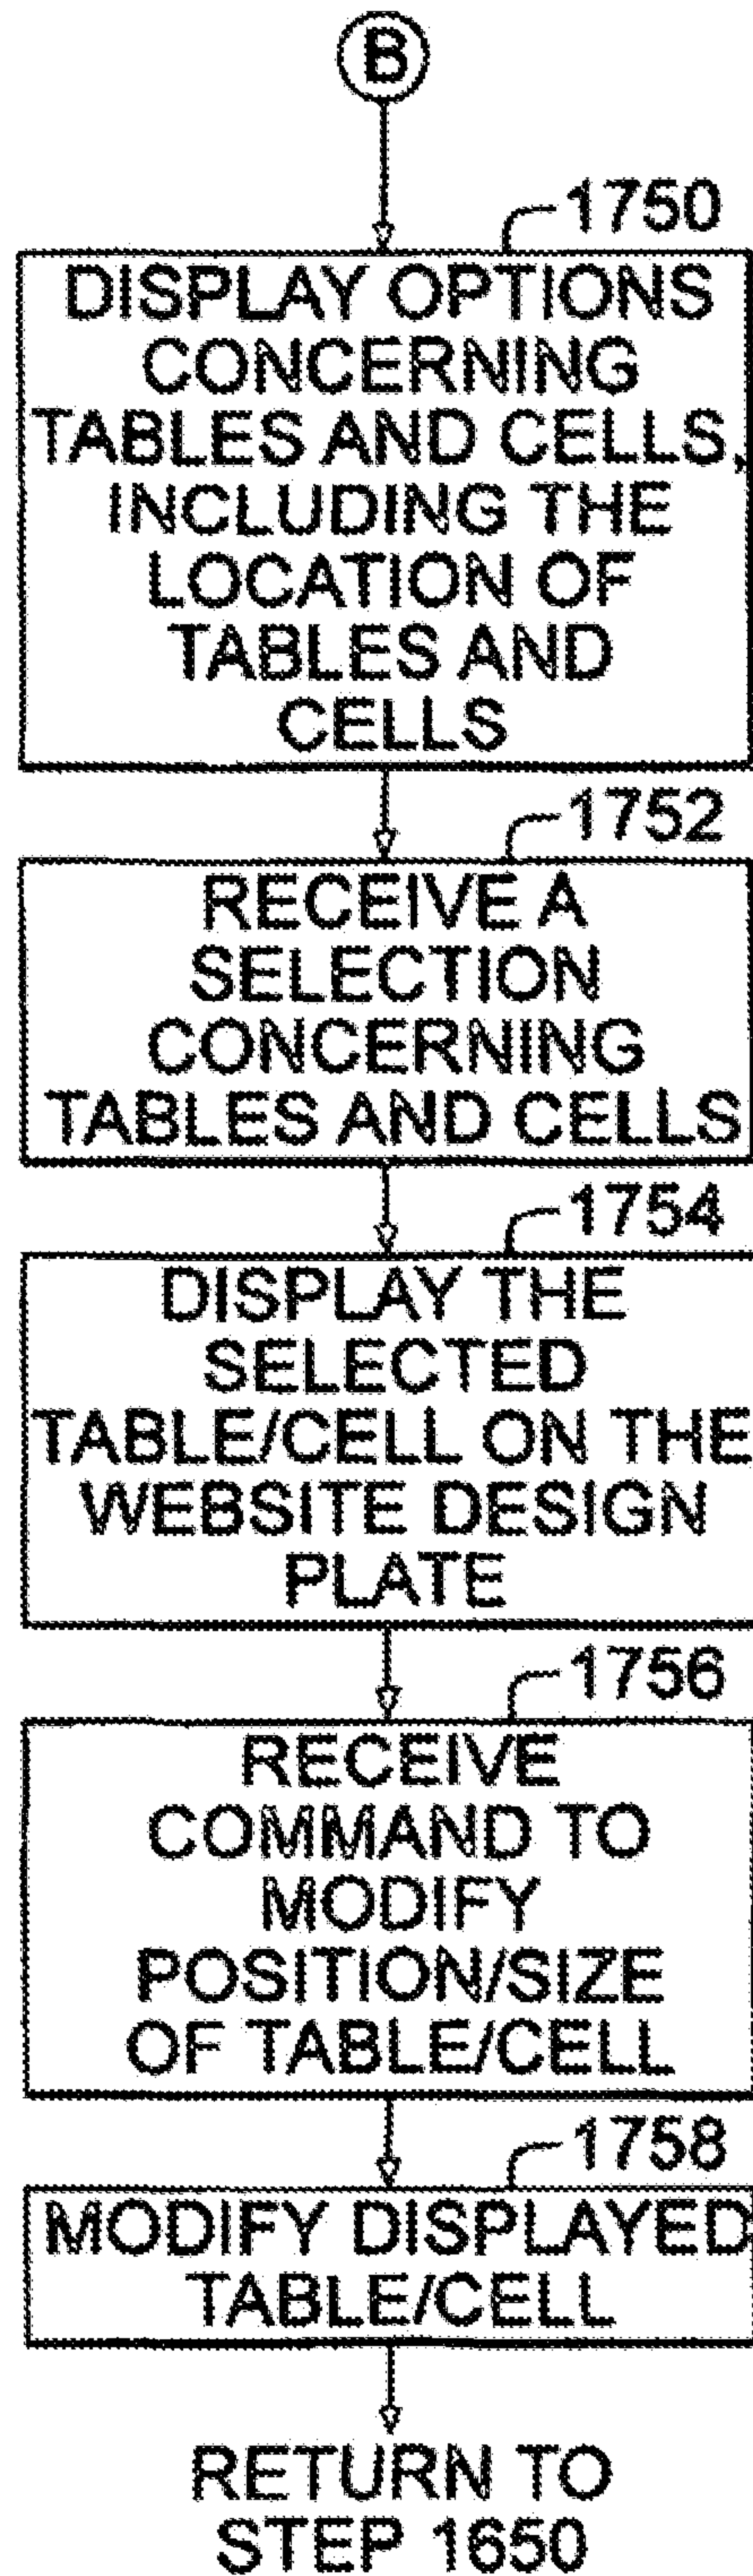 B
1750
DISPLAY OPTIONS
CONCERNING
TABLES AND CELLS,
INCLUDING THE
LOCATION OF
TABLES AND
CELLS
1752
RECEIVE A
SELECTION
CONCERNING
TABLES AND CELLS
1754
DISPLAY THE
SELECTED
TABLE/CELL ON THE
WEBSITE DESIGN
PLATE
1756
RECEIVE
COMMAND TO
MODIFY
POSITION/SIZE
OF TABLE/CELL
1758
MODIFY DISPLAYED
TABLE/CELL
RETURN TO
STEP 1650